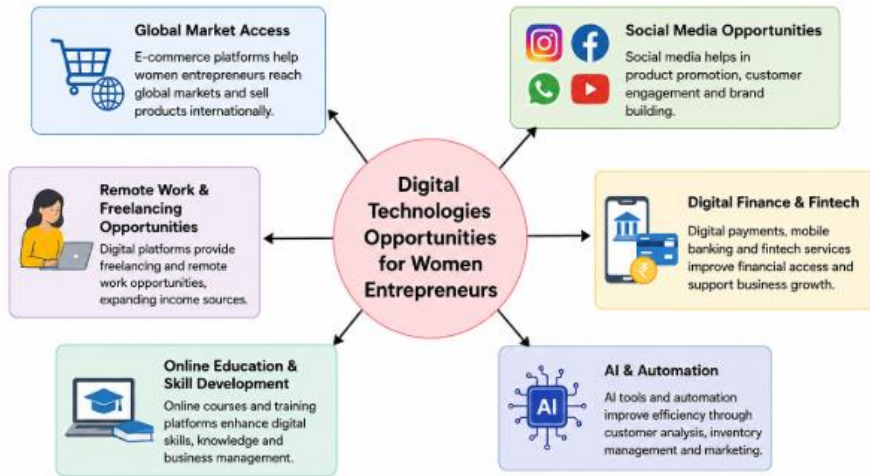 Global Market Access
E-commerce platforms help
women entrepreneurs reach
global markets and sell
products internationally.
Social Media Opportunities
Social media helps in
product promotion, customer
engagement and brand
building.
Digital
Technologies
Opportunities
for Women
Entrepreneurs
Remote Work &
Freelancing
Opportunities
Digital platforms provide
freelancing and remote
work opportunities,
expanding income sources.
Digital Finance & Fintech
Digital payments, mobile
banking and fintech services
improve financial access and
support business growth.
₹
Online Education &
Skill Development
Online courses and training
platforms enhance digital
skills, knowledge and
business management.
AI
AI & Automation
AI tools and automation
improve efficiency through
customer analysis, inventory
management and marketing.